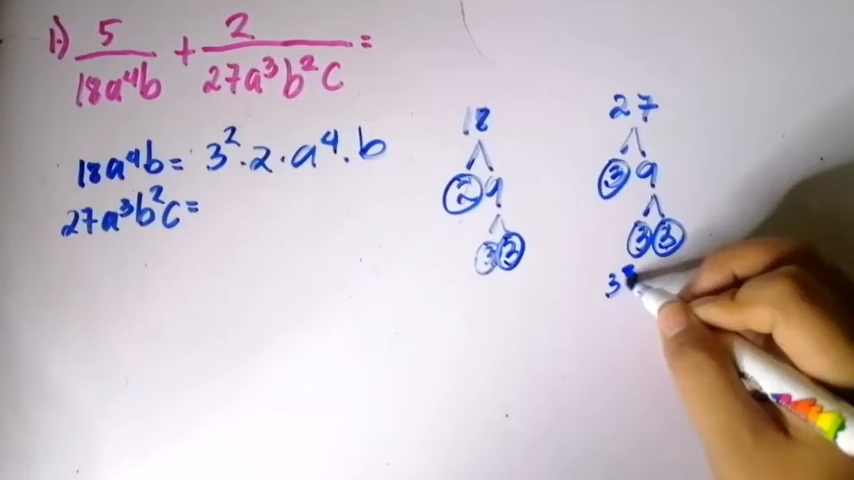 1.) 5/18a⁴b + 2/27a³b²c =
18a⁴b = 3² · 2 · a⁴ · b
27a³b²c =
18
2 9
3 3
27
3 9
3 3
3